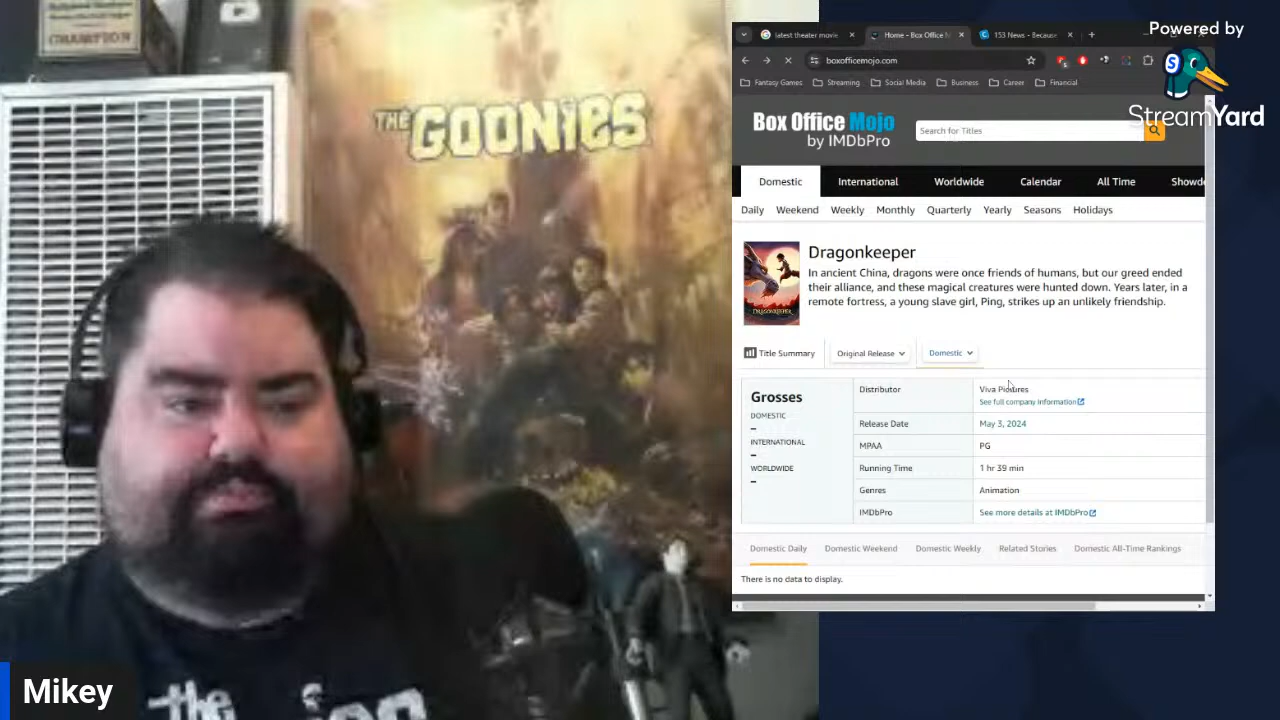 CHAMPION
THE
GOONIES
Mikey
the
Powered by
StreamYard
latest theater movie
Home - Box Office M
153 News - Becaus
boxofficemojo.com
Fantasy Games
Streaming
Social Media
Business
Career
Financial
Box Office Mojo
by IMDbPro
Search for Titles
Domestic
International
Worldwide
Calendar
All Time
Showd
Daily
Weekend
Weekly
Monthly
Quarterly
Yearly
Seasons
Holidays
Dragonkeeper
In ancient China, dragons were once friends of humans, but our greed ended
their alliance, and these magical creatures were hunted down. Years later, in a
remote fortress, a young slave girl, Ping, strikes up an unlikely friendship.
DRAGONKEEPER
Title Summary
Original Release
Domestic
Grosses
DOMESTIC
–
INTERNATIONAL
–
WORLDWIDE
–
Distributor
Viva Pictures
See full company information
Release Date
May 3, 2024
MPAA
PG
Running Time
1 hr 39 min
Genres
Animation
IMDbPro
See more details at IMDbPro
Domestic Daily
Domestic Weekend
Domestic Weekly
Related Stories
Domestic All-Time Rankings
There is no data to display.